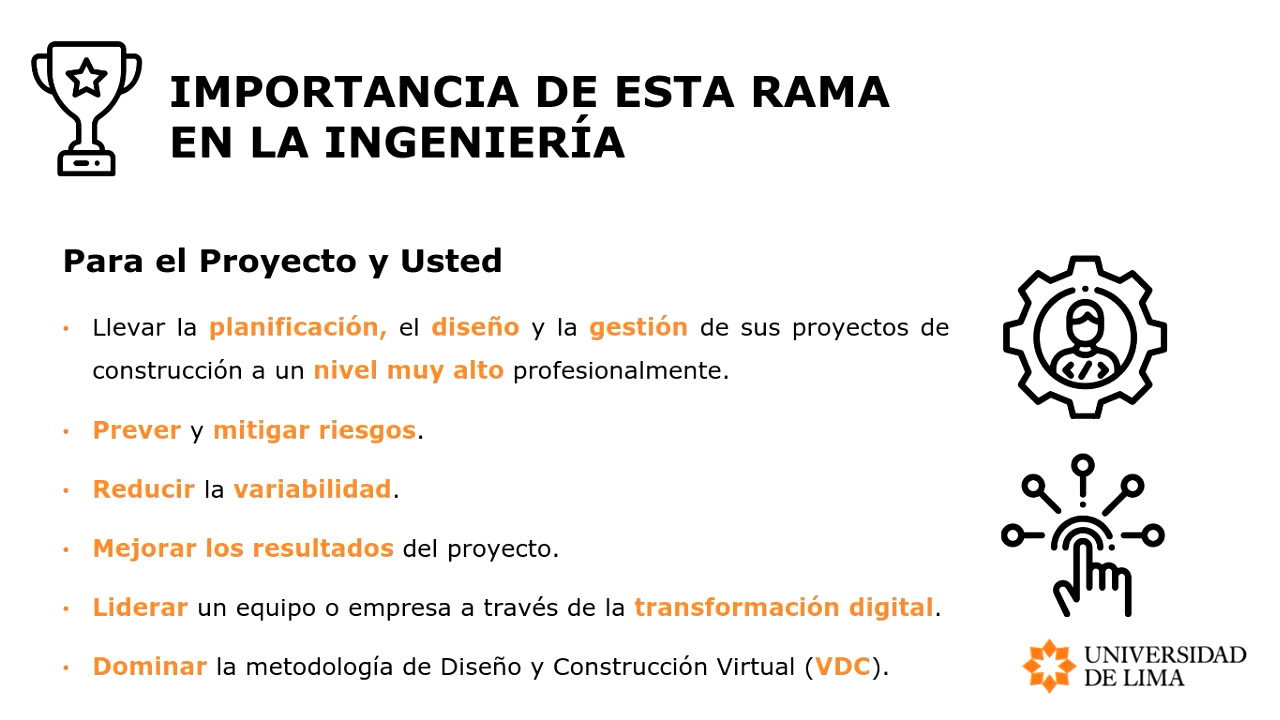 IMPORTANCIA DE ESTA RAMA
EN LA INGENIERÍA
Para el Proyecto y Usted
• Llevar la planificación, el diseño y la gestión de sus proyectos de
construcción a un nivel muy alto profesionalmente.
• Prever y mitigar riesgos.
• Reducir la variabilidad.
• Mejorar los resultados del proyecto.
• Liderar un equipo o empresa a través de la transformación digital.
• Dominar la metodología de Diseño y Construcción Virtual (VDC).
UNIVERSIDAD
DE LIMA